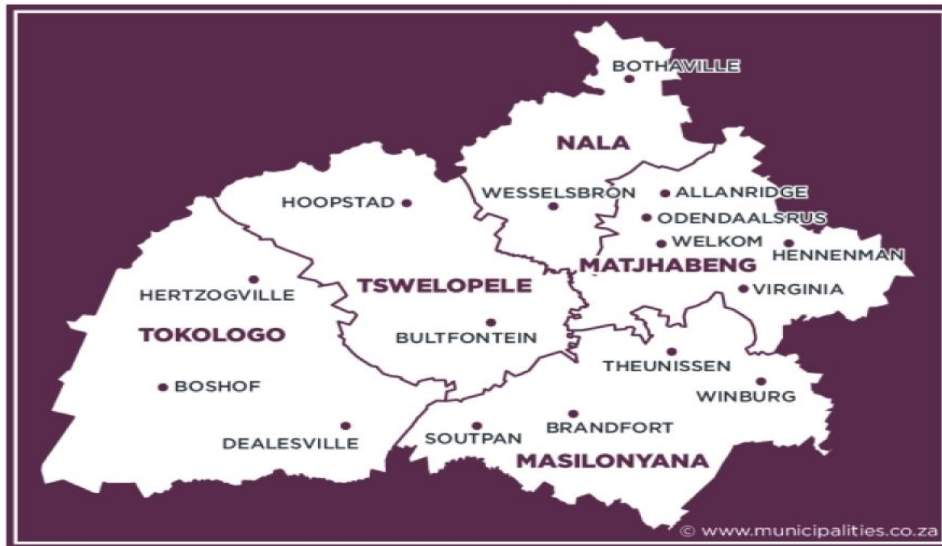 BOTHAVILLE
NALA
WESSELSBRON
ALLANRIDGE
HOOPSTAD
ODENDAALSRUS
WELKOM
HENNENMAN
MATJHABENG
TSWELOPELE
HERTZOGVILLE
VIRGINIA
TOKOLOGO
BULTFONTEIN
THEUNISSEN
BOSHOF
WINBURG
BRANDFORT
DEALESVILLE
SOUTPAN
MASILONYANA
© www.municipalities.co.za